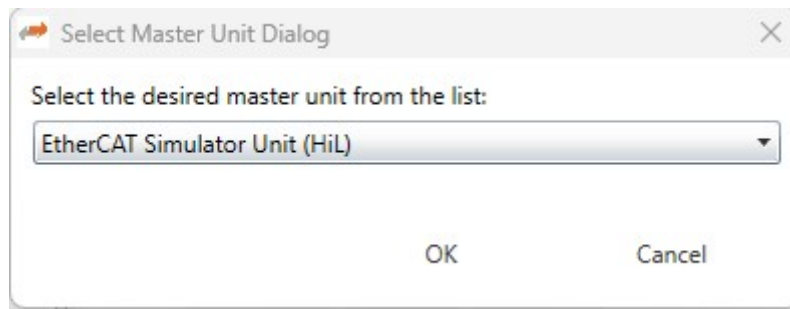 Select Master Unit Dialog
Select the desired master unit from the list:
EtherCAT Simulator Unit (HiL)
OK Cancel